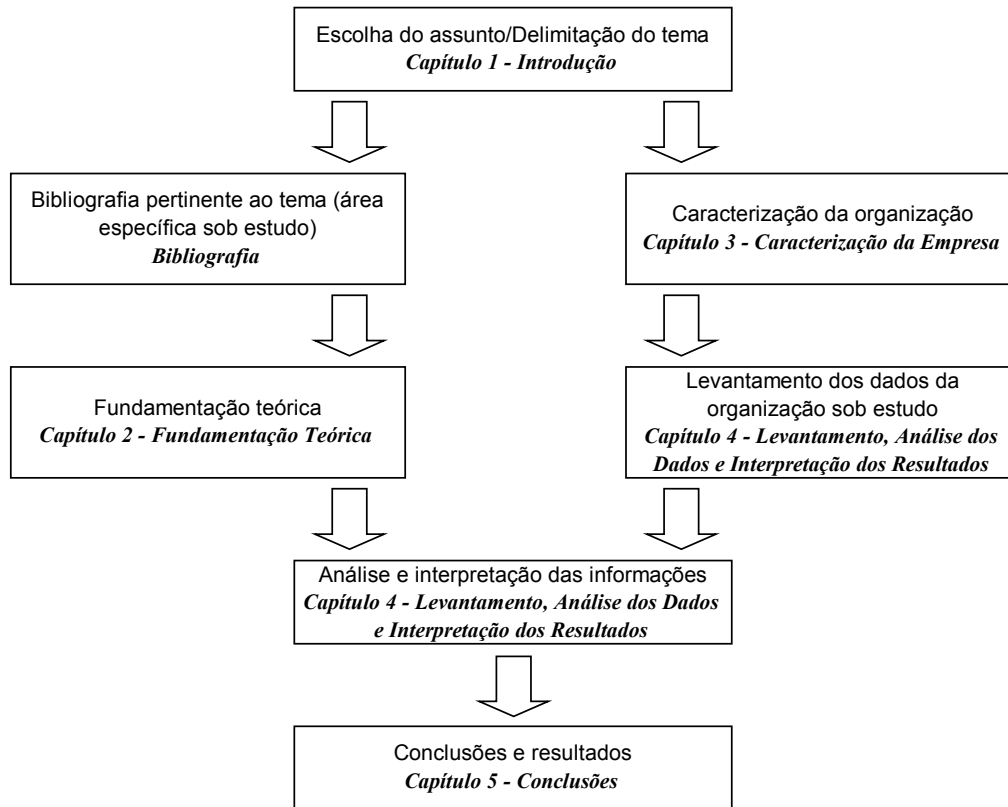 Escolha do assunto/Delimitação do tema
Capítulo 1 - Introdução
Bibliografia pertinente ao tema (área
específica sob estudo)
Bibliografia
Caracterização da organização
Capítulo 3 - Caracterização da Empresa
Fundamentação teórica
Capítulo 2 - Fundamentação Teórica
Levantamento dos dados da
organização sob estudo
Capítulo 4 - Levantamento, Análise dos
Dados e Interpretação dos Resultados
Análise e interpretação das informações
Capítulo 4 - Levantamento, Análise dos Dados
e Interpretação dos Resultados
Conclusões e resultados
Capítulo 5 - Conclusões